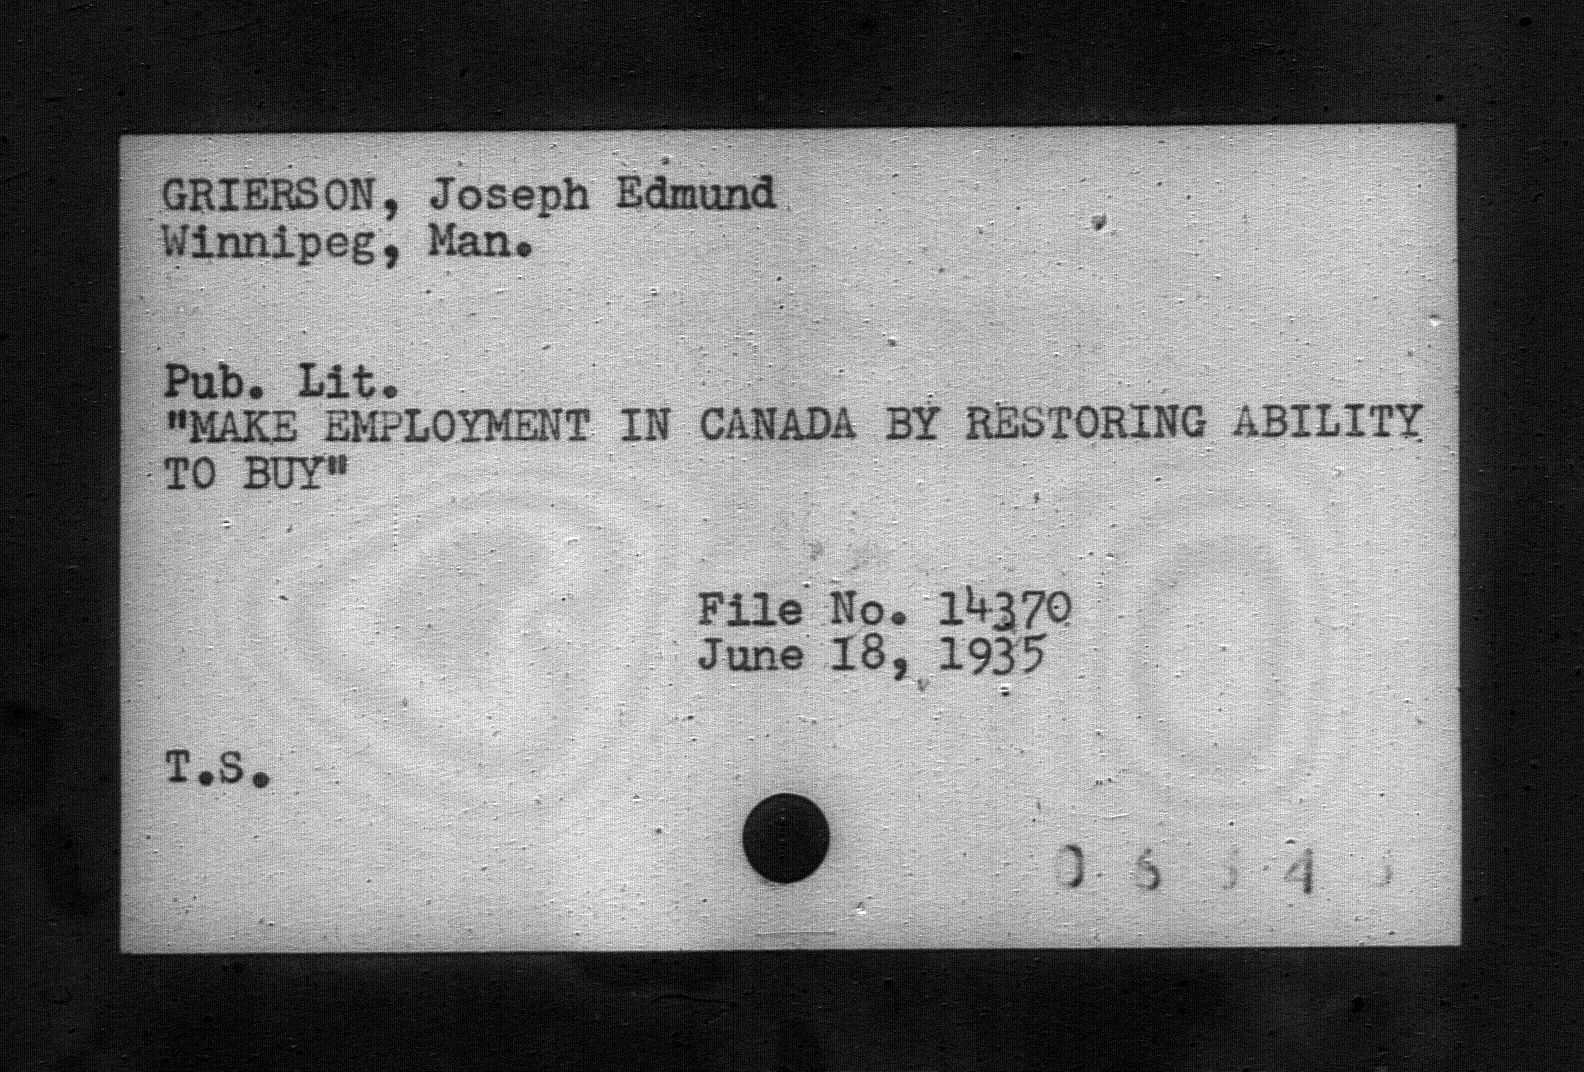 GRIERSON, Joseph Edmund
Winnipeg, Man.
Pub. Lit.
"MAKE EMPLOYMENT IN CANADA BY RESTORING ABILITY
TO BUY"
File No. 14370
June 18, 1935
T.S.